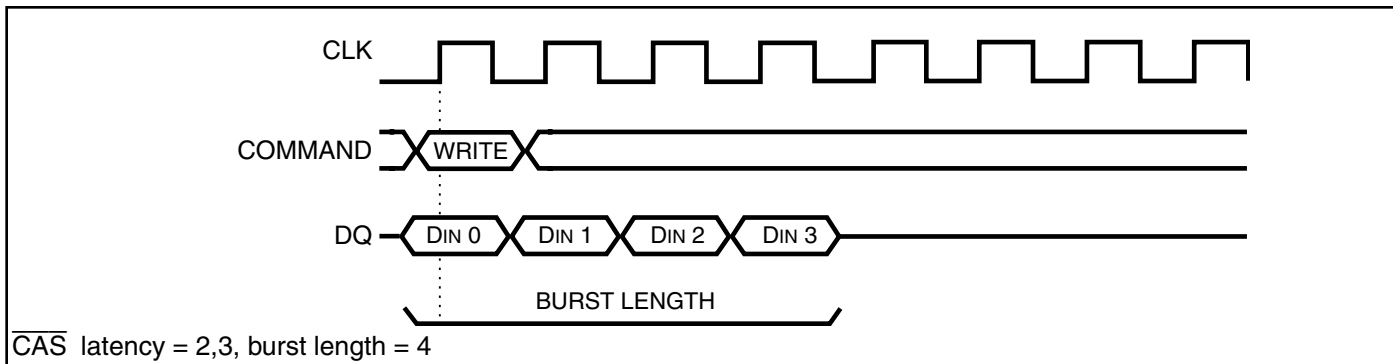 CLK
COMMAND WRITE
DQ DIN 0 DIN 1 DIN 2 DIN 3
BURST LENGTH
CAS latency = 2,3, burst length = 4